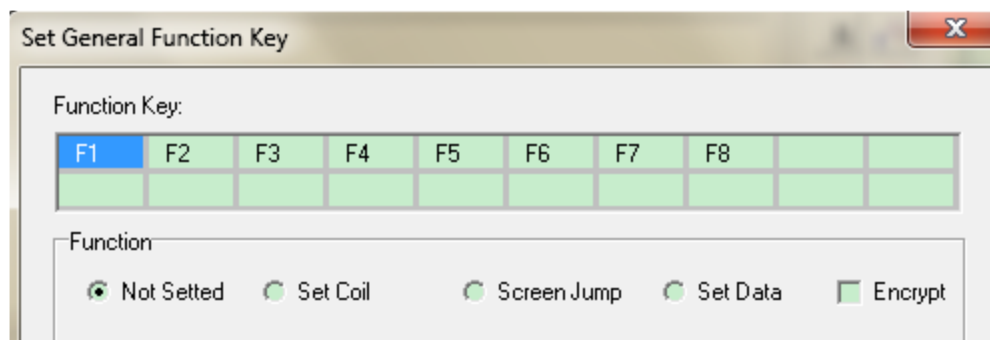 Set General Function Key
Function Key:
F1 F2 F3 F4 F5 F6 F7 F8
Function
Not Setted Set Coil Screen Jump Set Data Encrypt